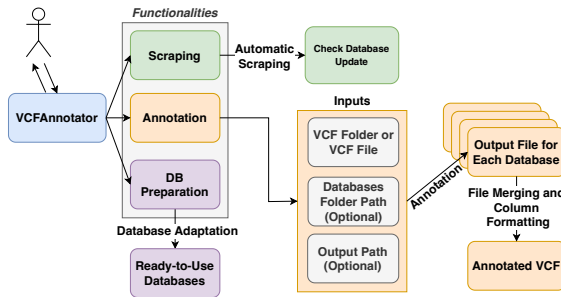 Functionalities
Scraping
Automatic
Scraping
Check Database
Update
VCFAnnotator
Annotation
Inputs
VCF Folder or
VCF File
Output File for
Each Database
Annotation
DB
Preparation
Databases
Folder Path
(Optional)
File Merging and
Column
Formatting
Database Adaptation
Output Path
(Optional)
Ready-to-Use
Databases
Annotated VCF